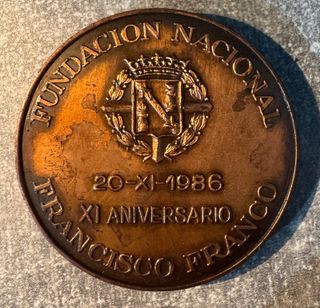 FUNDACION NACIONAL
N
20-XI-1986
XI ANIVERSARIO
FRANCISCO FRANCO